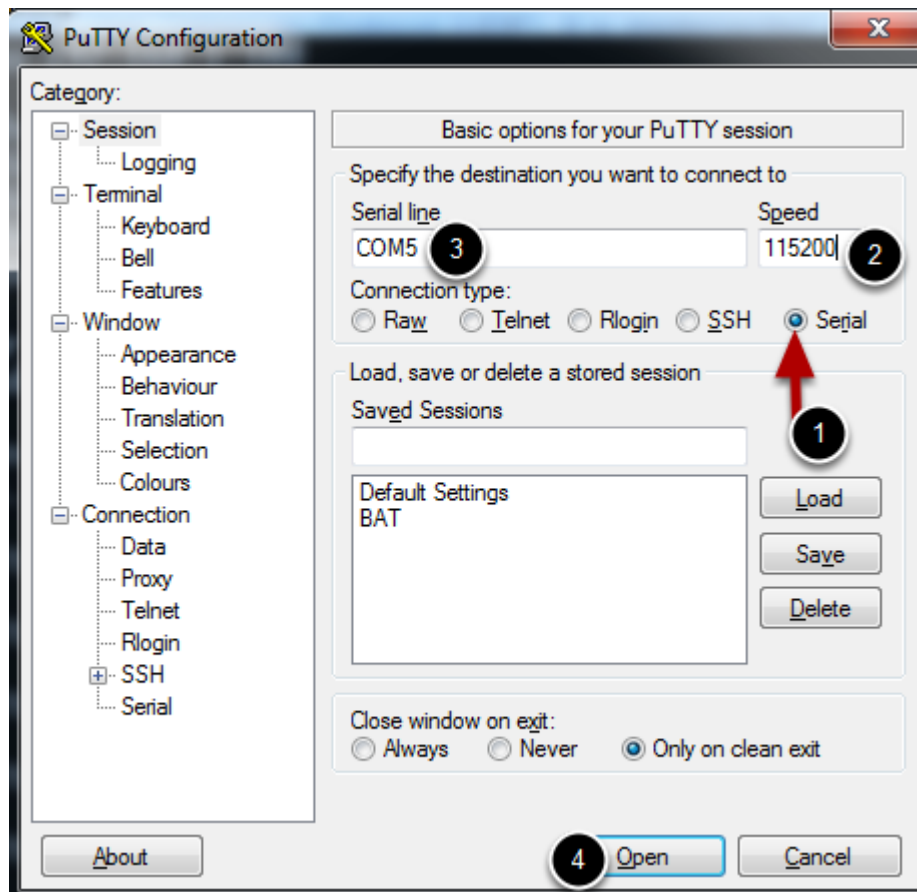 PuTTY Configuration
X
Category:
Session
Logging
Terminal
Keyboard
Bell
Features
Window
Appearance
Behaviour
Translation
Selection
Colours
Connection
Data
Proxy
Telnet
Rlogin
SSH
Serial
Basic options for your PuTTY session
Specify the destination you want to connect to
Serial line Speed
COM5 3 115200 2
Connection type:
Raw Telnet Rlogin SSH Serial
1
Load, save or delete a stored session
Saved Sessions
Default Settings
BAT
Load
Save
Delete
Close window on exit:
Always Never Only on clean exit
About 4 Open Cancel